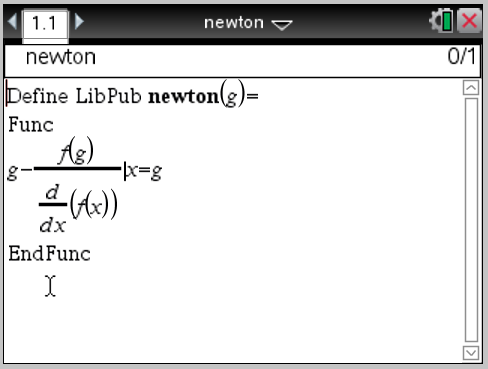 1.1 newton
newton 0/1
Define LibPub newton(g)=
Func
g-f(g)/(d/dx(f(x)))|x=g
EndFunc